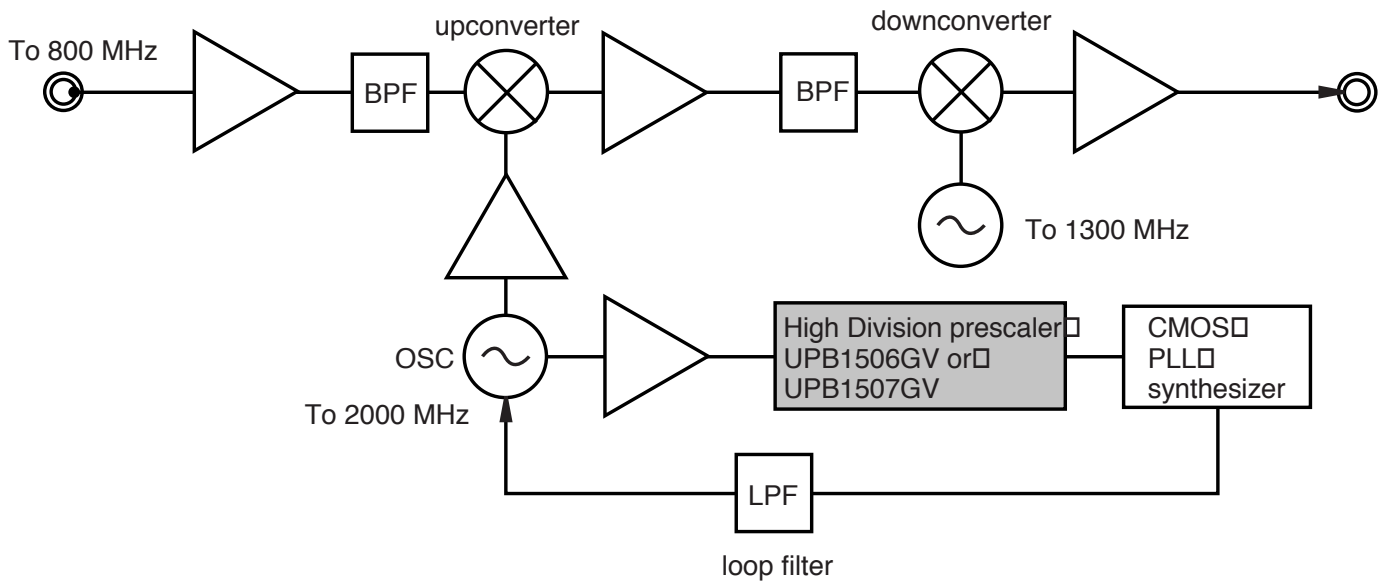 upconverter
downconverter
To 800 MHz
BPF
BPF
To 1300 MHz
High Division prescaler□
UPB1506GV or□
UPB1507GV
CMOS□
PLL□
synthesizer
OSC
To 2000 MHz
LPF
loop filter